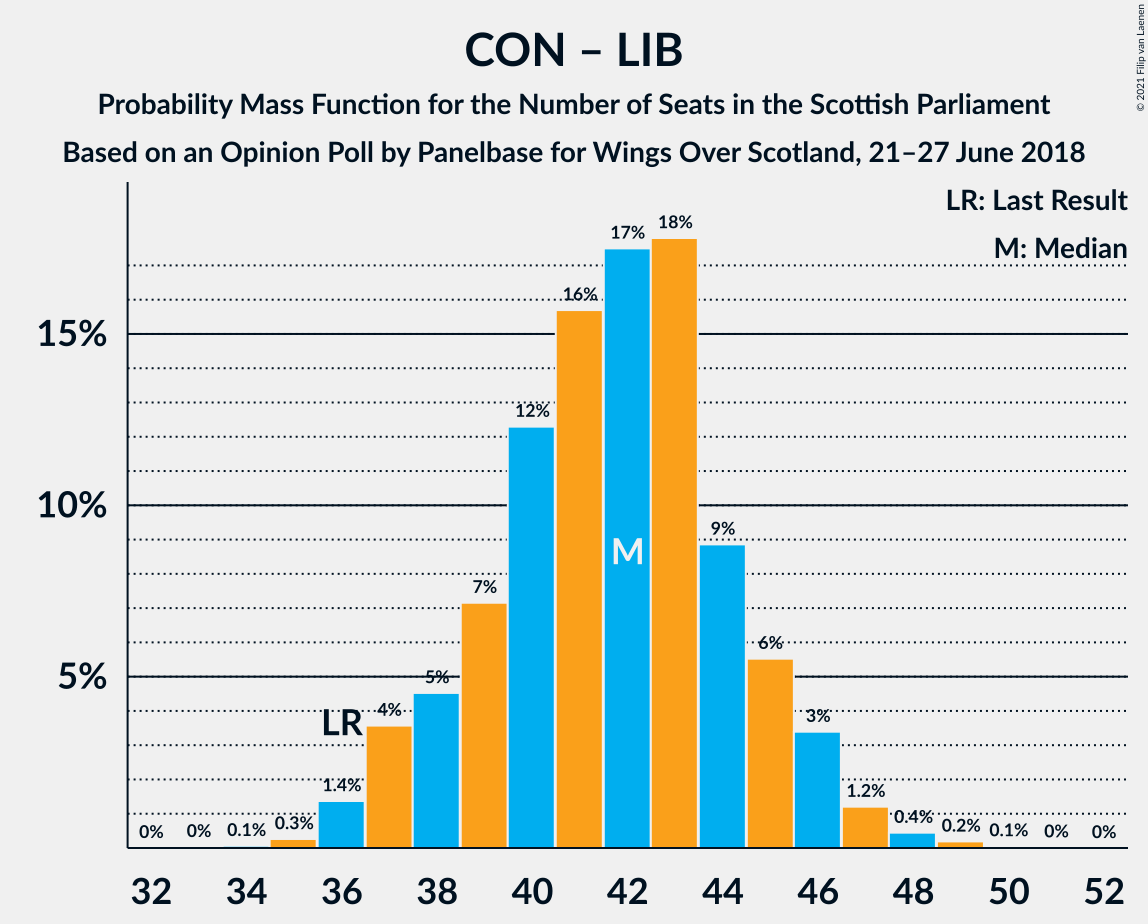 CON – LIB
Probability Mass Function for the Number of Seats in the Scottish Parliament
Based on an Opinion Poll by Panelbase for Wings Over Scotland, 21–27 June 2018
© 2021 Filip van Laenen
LR: Last Result
M: Median
15%
10%
5%
0%
0%
0.1%
0.3%
1.4%
4%
5%
7%
12%
16%
17%
18%
9%
6%
3%
1.2%
0.4%
0.2%
0.1%
0%
0%
LR
M
32 34 36 38 40 42 44 46 48 50 52